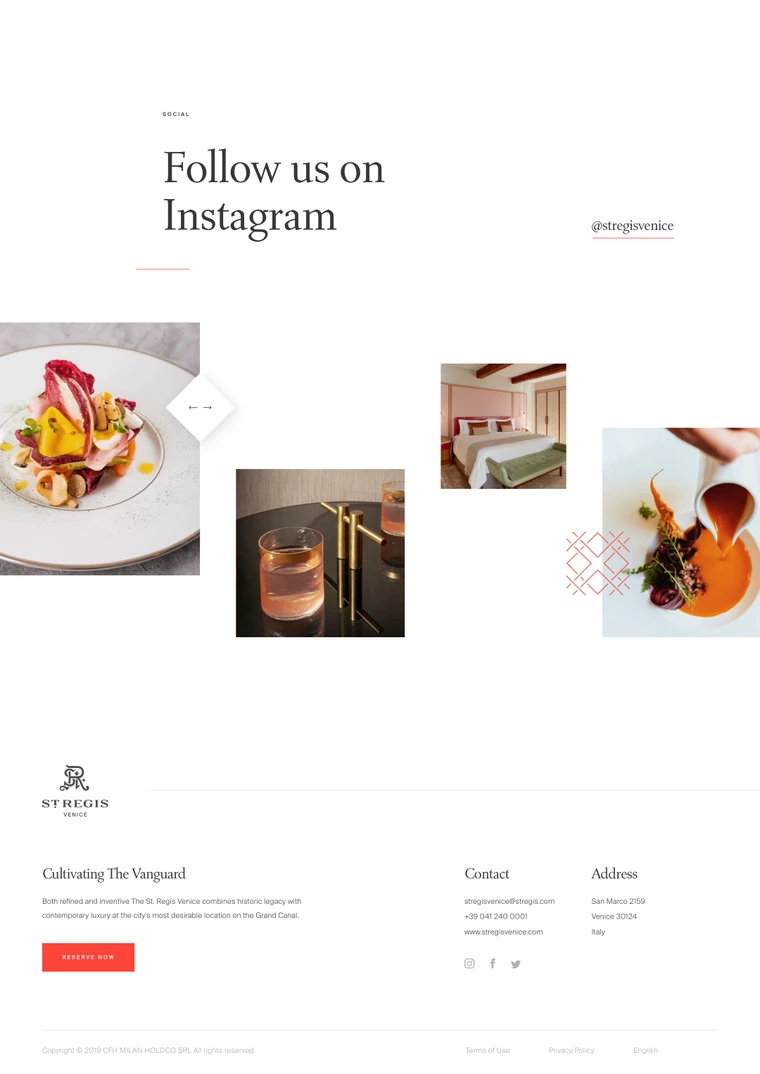 SOCIAL
Follow us on
Instagram
@stregisvenice
ST REGIS
VENICE
Cultivating The Vanguard
Both refined and inventive The St. Regis Venice combines historic legacy with
contemporary luxury at the city's most desirable location on the Grand Canal.
RESERVE NOW
Contact
stregisvenice@stregis.com
+39 041 240 0001
www.stregisvenice.com
Address
San Marco 2159
Venice 30124
Italy
Copyright © 2019 CFH MILAN HOLDCO SRL All rights reserved.
Terms of Use
Privacy Policy
English